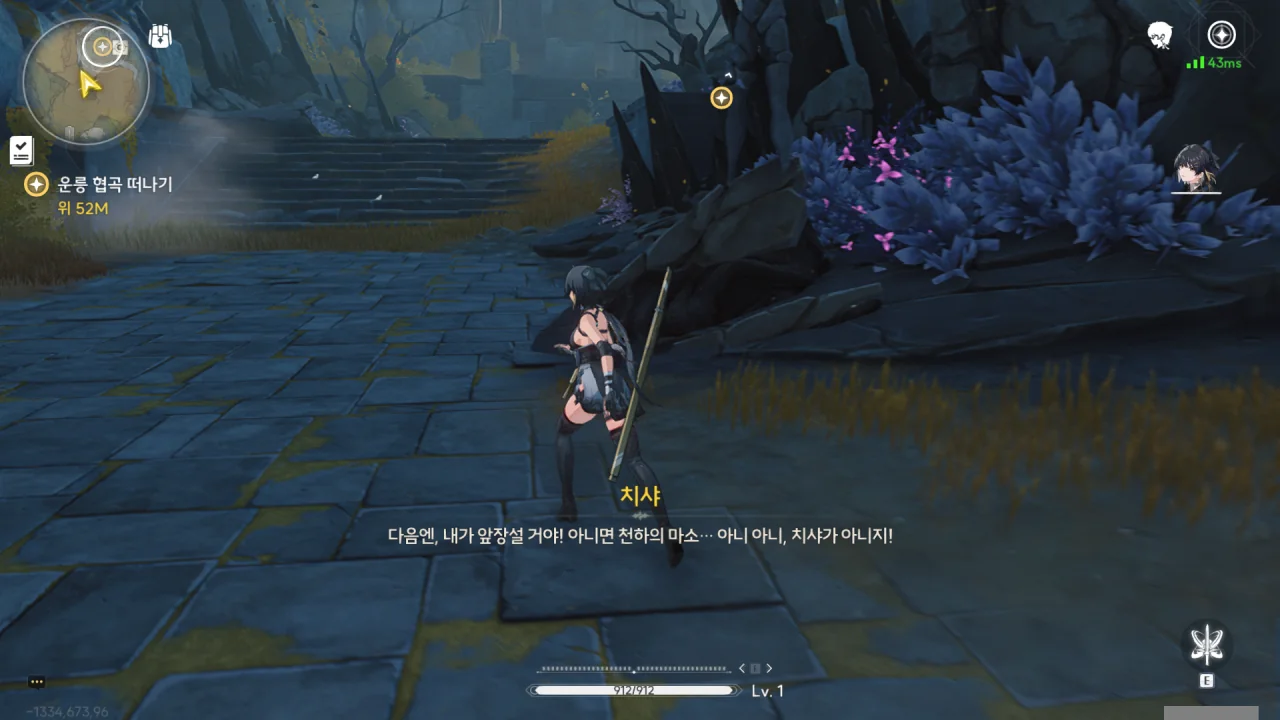 43ms
운릉 협곡 떠나기
위 52M
치샤
다음엔, 내가 앞장설 거야! 아니면 천하의 마소… 아니 아니, 치샤가 아니지!
912/912
Lv. 1
E
-1334,673,96